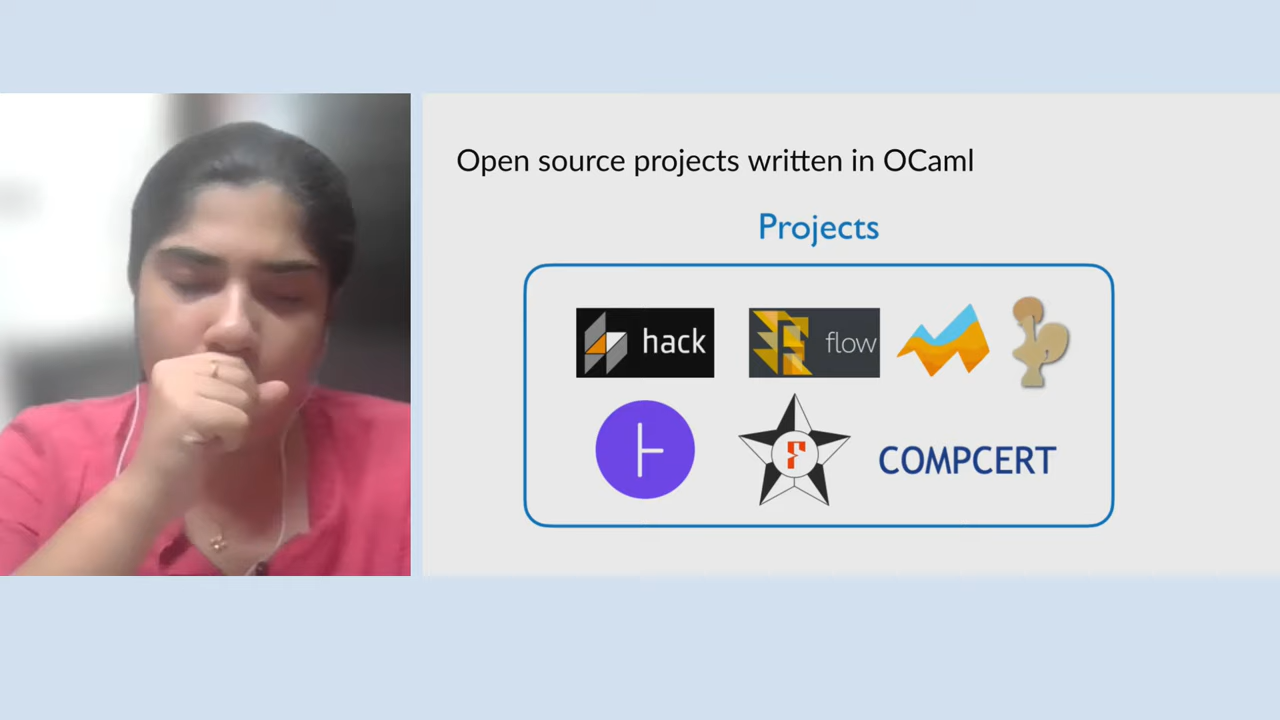 Open source projects written in OCaml
Projects
hack
flow
F
COMPCERT